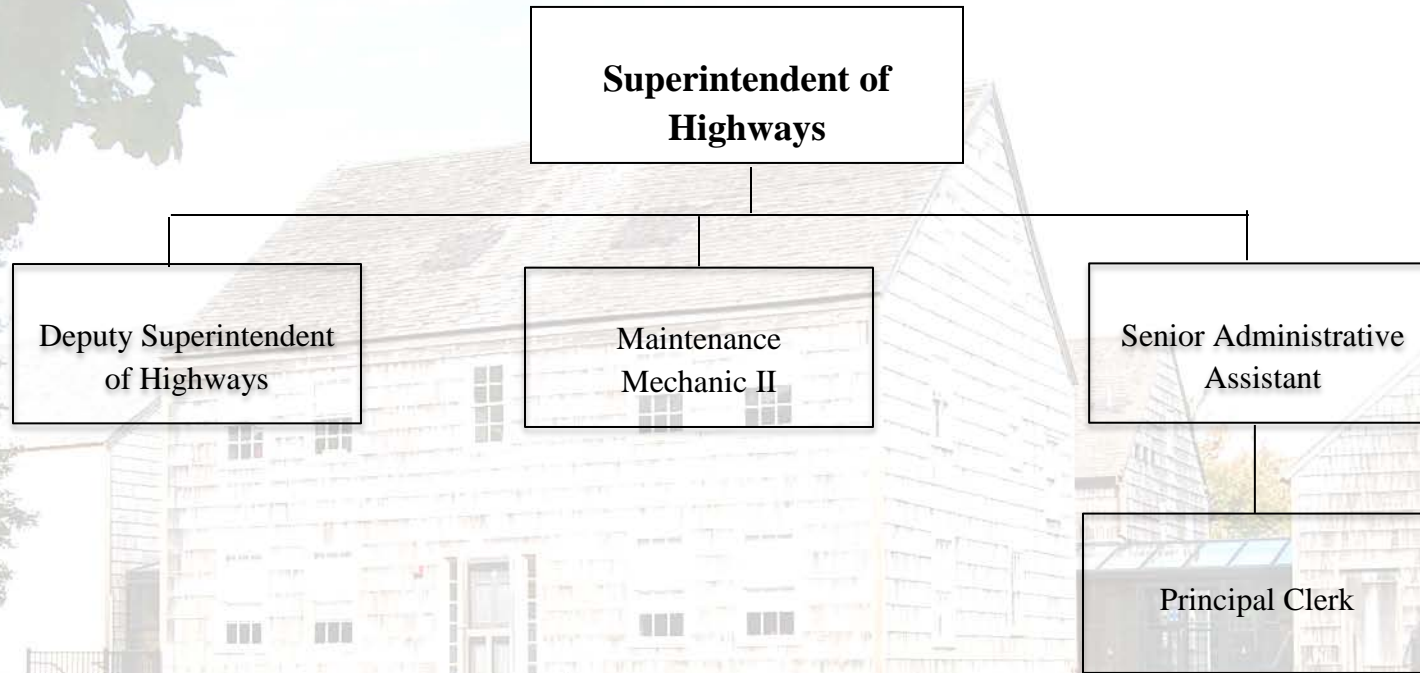 Superintendent of
Highways
Deputy Superintendent
of Highways
Maintenance
Mechanic II
Senior Administrative
Assistant
Principal Clerk